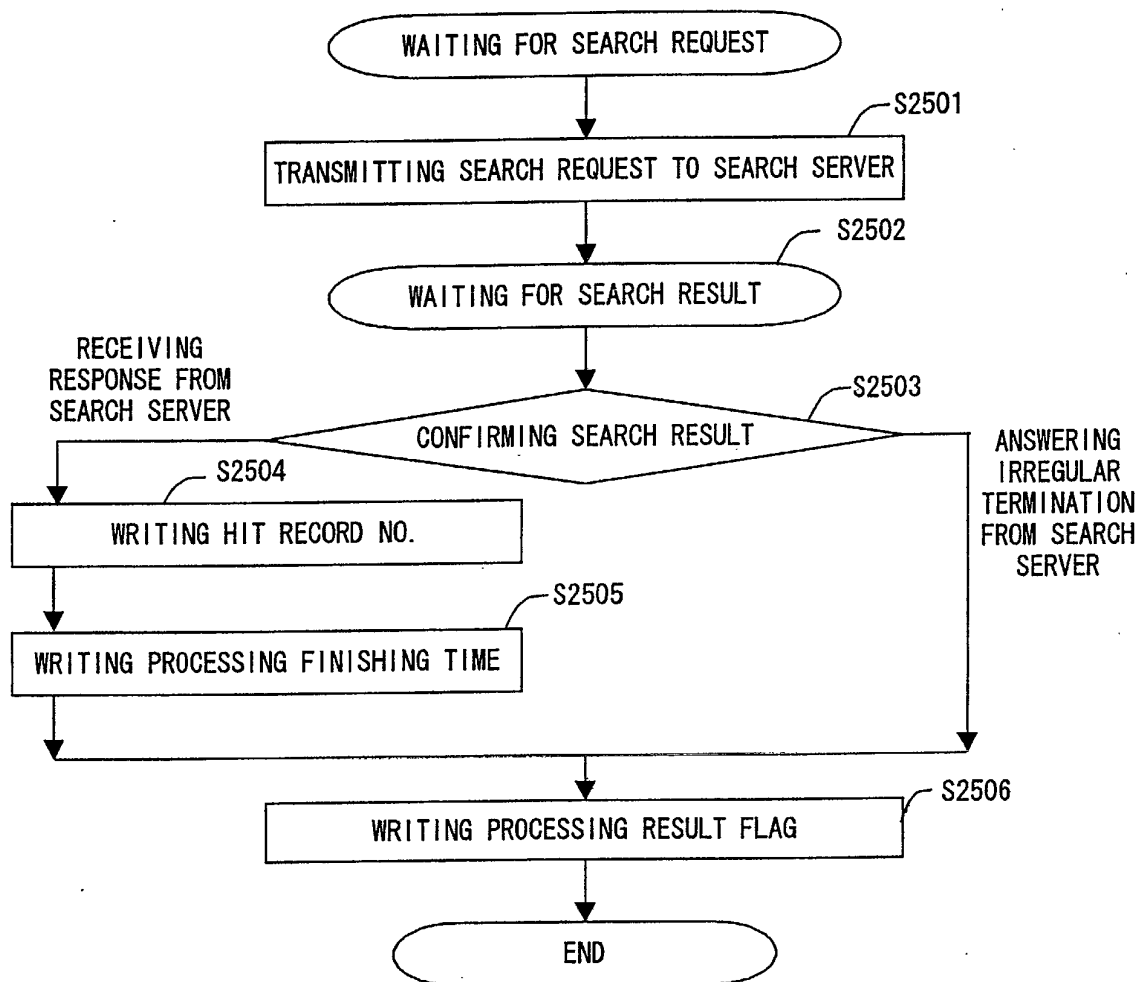 WAITING FOR SEARCH REQUEST
S2501
TRANSMITTING SEARCH REQUEST TO SEARCH SERVER
S2502
WAITING FOR SEARCH RESULT
RECEIVING
RESPONSE FROM
SEARCH SERVER
S2503
CONFIRMING SEARCH RESULT
ANSWERING
IRREGULAR
TERMINATION
FROM SEARCH
SERVER
S2504
WRITING HIT RECORD NO.
S2505
WRITING PROCESSING FINISHING TIME
S2506
WRITING PROCESSING RESULT FLAG
END